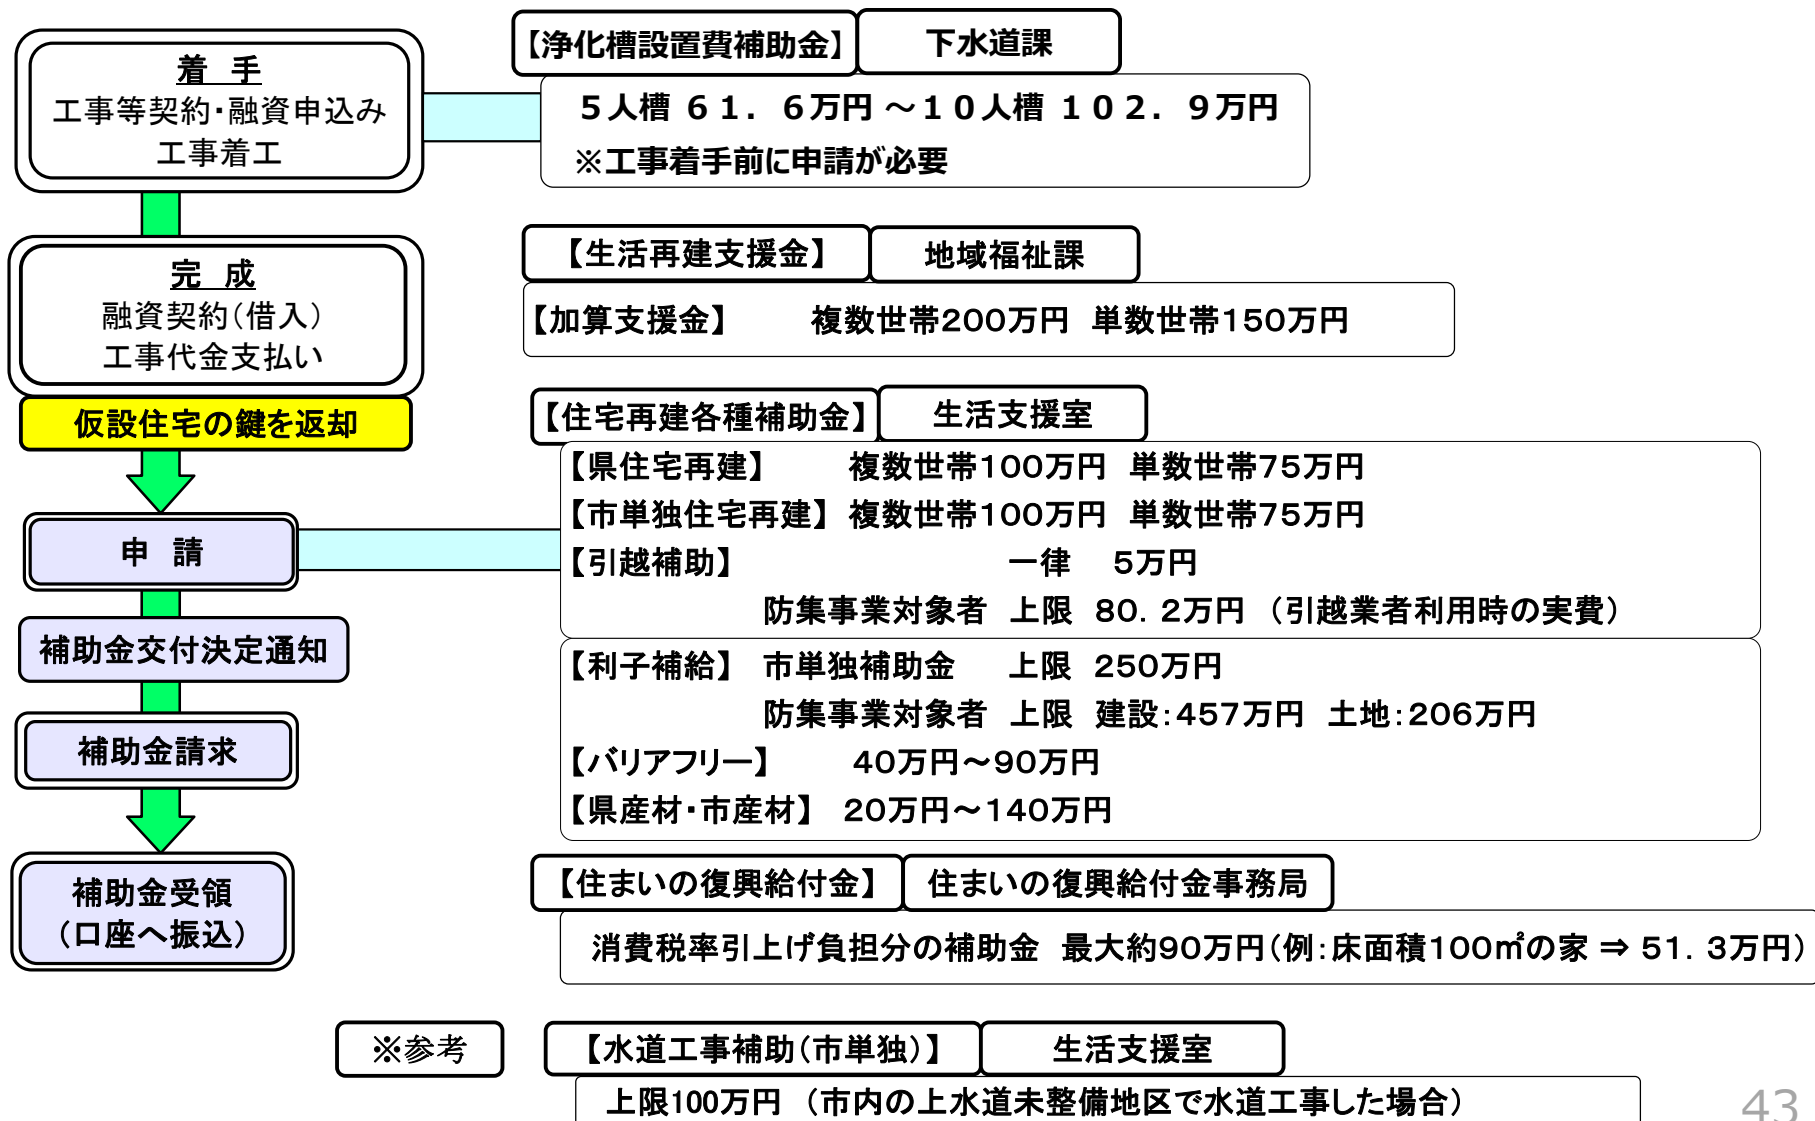 着 手
工事等契約・融資申込み
工事着工
完 成
融資契約（借入）
工事代金支払い
仮設住宅の鍵を返却
申 請
補助金交付決定通知
補助金請求
補助金受領
（口座へ振込）
【浄化槽設置費補助金】 下水道課
５人槽 ６１．６万円 ～１０人槽 １０２．９万円
※工事着手前に申請が必要
【生活再建支援金】 地域福祉課
【加算支援金】 複数世帯２００万円 単数世帯１５０万円
【住宅再建各種補助金】 生活支援室
【県住宅再建】 複数世帯１００万円 単数世帯７５万円
【市単独住宅再建】 複数世帯１００万円 単数世帯７５万円
【引越補助】 一律 ５万円
防集事業対象者 上限 ８０．２万円 （引越業者利用時の実費）
【利子補給】 市単独補助金 上限 ２５０万円
防集事業対象者 上限 建設：４５７万円 土地：２０６万円
【バリアフリー】 ４０万円～９０万円
【県産材・市産材】 ２０万円～１４０万円
【住まいの復興給付金】 住まいの復興給付金事務局
消費税率引上げ負担分の補助金 最大約９０万円（例：床面積１００㎡の家 ⇒ ５１．３万円）
※参考 【水道工事補助（市単独）】 生活支援室
上限100万円 （市内の上水道未整備地区で水道工事した場合）
43